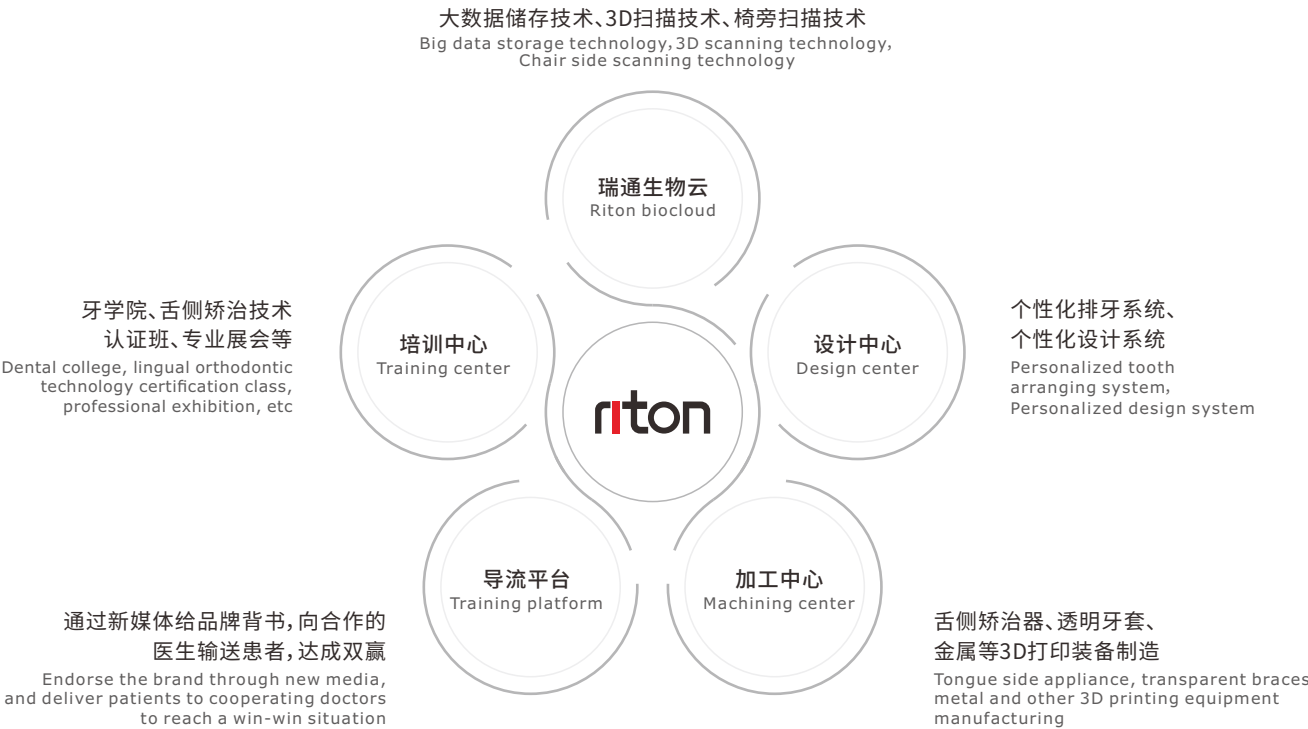 大数据储存技术、3D扫描技术、椅旁扫描技术
Big data storage technology, 3D scanning technology,
Chair side scanning technology
瑞通生物云
Riton biocloud
牙学院、舌侧矫治技术
认证班、专业展会等
Dental college, lingual orthodontic
technology certification class,
professional exhibition, etc
培训中心
Training center
riton
设计中心
Design center
个性化排牙系统、
个性化设计系统
Personalized tooth
arranging system,
Personalized design system
导流平台
Training platform
加工中心
Machining center
通过新媒体给品牌背书,向合作的
医生输送患者,达成双赢
Endorse the brand through new media,
and deliver patients to cooperating doctors
to reach a win-win situation
舌侧矫治器、透明牙套、
金属等3D打印装备制造
Tongue side appliance, transparent braces
metal and other 3D printing equipment
manufacturing